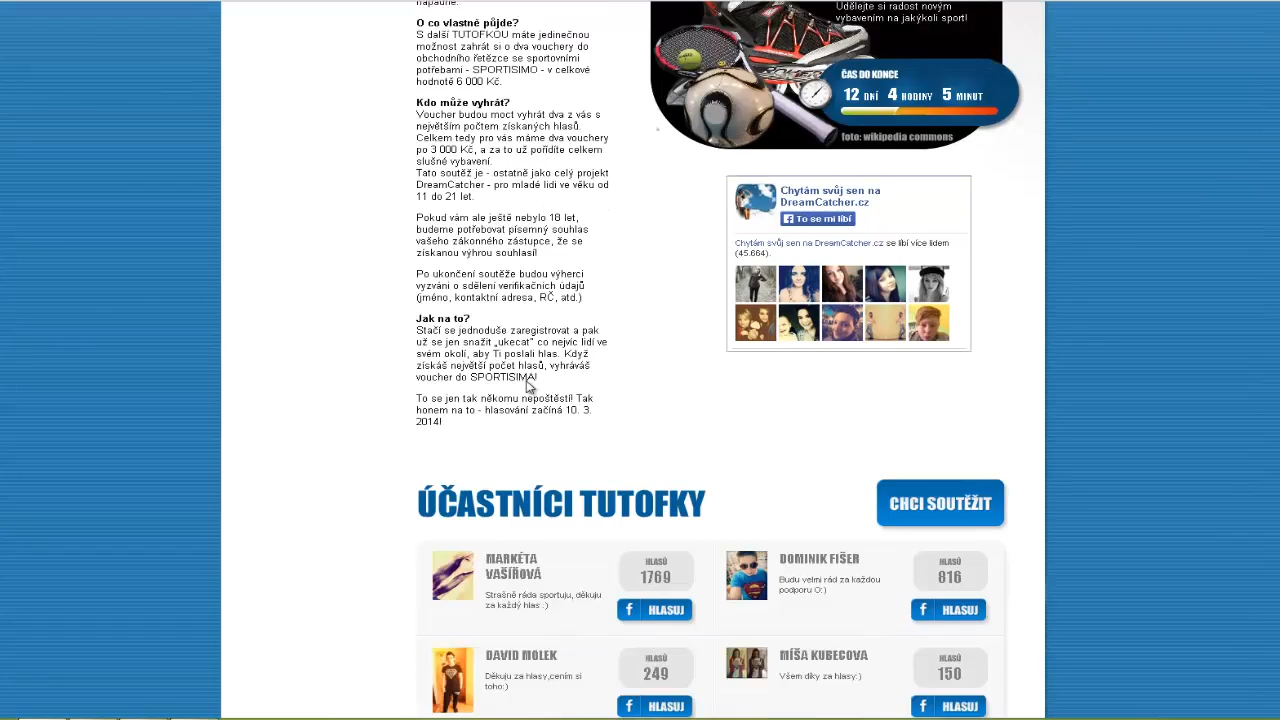 napadne.
O co vlastně půjde?
S další TUTOFKOU máte jedinečnou
možnost zahrát si o dva vouchery do
obchodního řetězce se sportovními
potřebami - SPORTISIMO - v celkové
hodnotě 6 000 Kč.
Kdo může vyhrát?
Voucher budou moct vyhrát dva z vás s
největším počtem získaných hlasů.
Celkem tedy pro vás máme dva vouchery
po 3 000 Kč, a za to už pořídíte celkem
slušné vybavení.
Tato soutěž je - ostatně jako celý projekt
DreamCatcher - pro mladé lidi ve věku od
11 do 21 let.
Pokud vám ale ještě nebylo 18 let,
budeme potřebovat písemný souhlas
vašeho zákonného zástupce, že se
získanou výhrou souhlasí!
Po ukončení soutěže budou výherci
vyzváni o sdělení verifikačních údajů
(jméno, kontaktní adresa, RČ, atd.)
Jak na to?
Stačí se jednoduše zaregistrovat a pak
už se jen snažit „ukecat" co nejvíc lidí ve
svém okolí, aby Ti poslali hlas. Když
získáš největší počet hlasů, vyhráváš
voucher do SPORTISIMA!
To se jen tak někomu nepoštěstí! Tak
honem na to - hlasování začíná 10. 3.
2014!
Udělejte si radost novým
vybavením na jakýkoli sport!
ČAS DO KONCE
12 DNÍ 4 HODINY 5 MINUT
foto: wikipedia commons
Chytám svůj sen na
DreamCatcher.cz
To se mi líbí
Chytám svůj sen na DreamCatcher.cz se líbí více lidem
(45.664).
ÚČASTNÍCI TUTOFKY
CHCI SOUTĚŽIT
MARKÉTA
VAŠÍŘOVÁ
Strašně ráda sportuju, děkuju
za každý hlas :)
HLASŮ
1769
HLASUJ
DOMINIK FIŠER
Budu velmi rád za každou
podporu O:)
HLASŮ
816
HLASUJ
DAVID MOLEK
Děkuju za hlasy,cením si
toho:)
HLASŮ
249
HLASUJ
MÍŠA KUBECOVA
Všem díky za hlasy:)
HLASŮ
150
HLASUJ